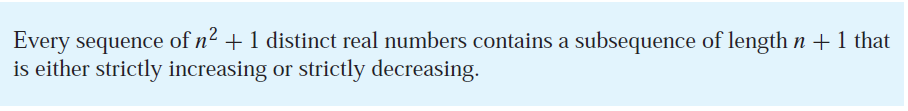 Every sequence of n² + 1 distinct real numbers contains a subsequence of length n + 1 that
is either strictly increasing or strictly decreasing.